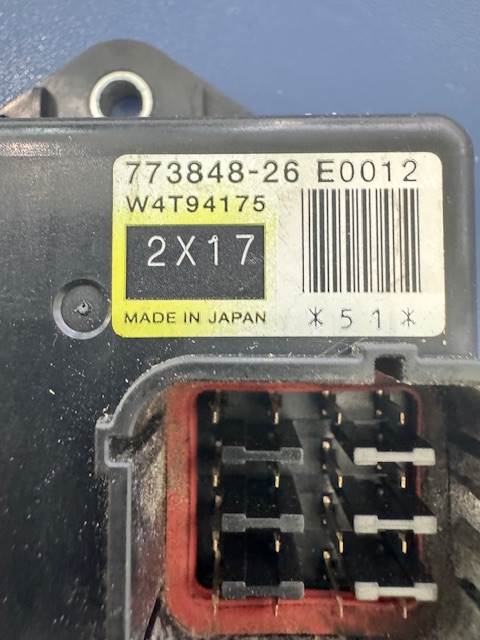 773848-26 E0012
W4T94175
2X17
MADE IN JAPAN
*51*